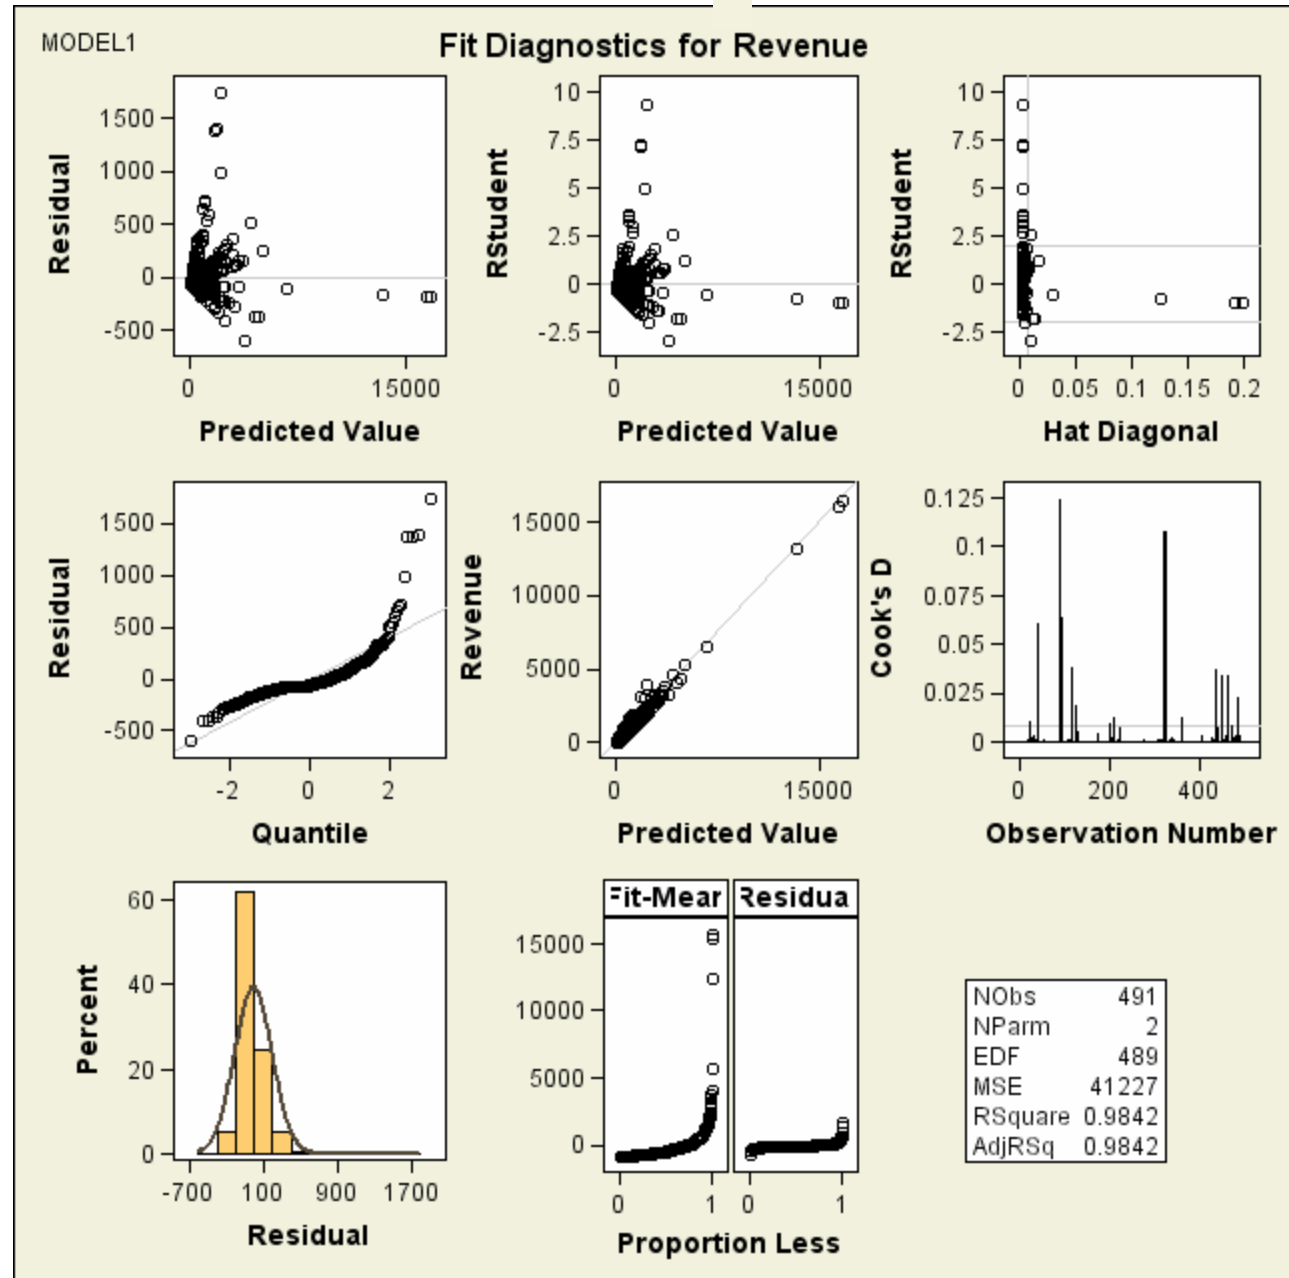 MODEL1
Fit Diagnostics for Revenue
Residual
1500
1000
500
0
-500
0 15000
Predicted Value
RStudent
10
7.5
5
2.5
0
-2.5
0 15000
Predicted Value
RStudent
10
7.5
5
2.5
0
-2.5
0 0.05 0.1 0.15 0.2
Hat Diagonal
Residual
1500
1000
500
0
-500
-2 0 2
Quantile
Revenue
15000
10000
5000
0
0 15000
Predicted Value
Cook's D
0.125
0.1
0.075
0.05
0.025
0
0 200 400
Observation Number
Percent
60
40
20
0
-700 100 900 1700
Residual
Fit-Mear Residua
15000
10000
5000
0
0 1 0 1
Proportion Less
NObs 491
NParm 2
EDF 489
MSE 41227
RSquare 0.9842
AdjRSq 0.9842